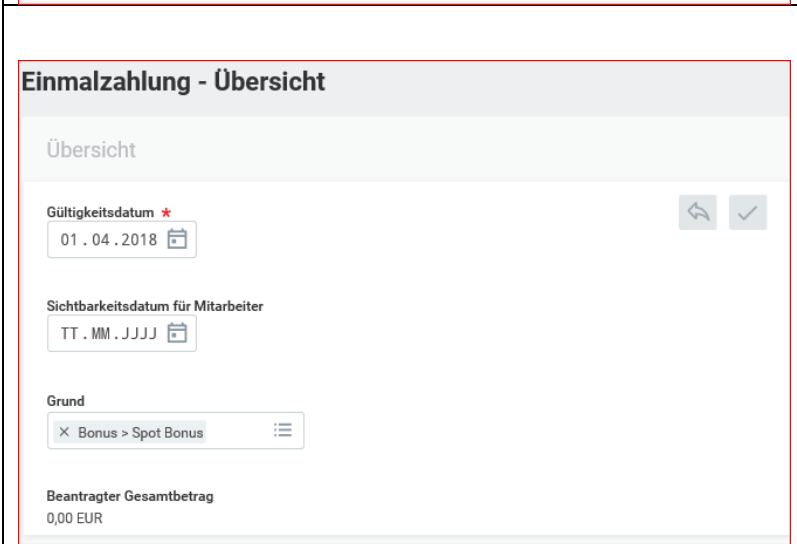 Einmalzahlung - Übersicht
Übersicht
Gültigkeitsdatum *
01.04.2018
Sichtbarkeitsdatum für Mitarbeiter
TT.MM.JJJJ
Grund
× Bonus > Spot Bonus
Beantragter Gesamtbetrag
0,00 EUR